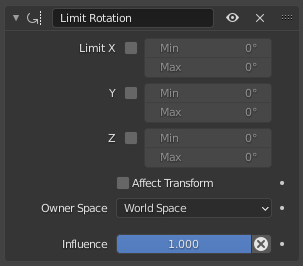 Limit Rotation
Limit X Min 0°
Max 0°
Y Min 0°
Max 0°
Z Min 0°
Max 0°
Affect Transform
Owner Space World Space
Influence 1.000